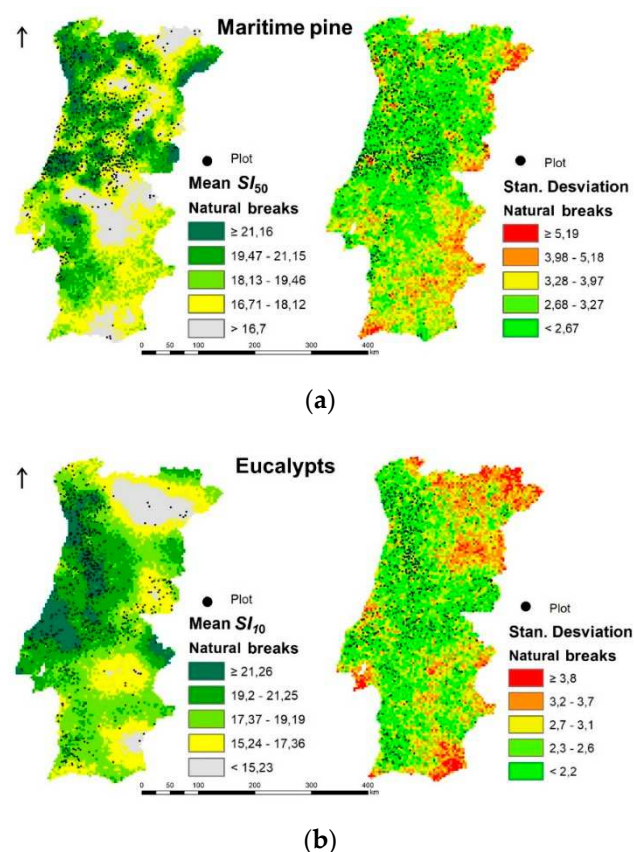 Maritime pine
Plot
Mean SI50
Natural breaks
≥ 21,16
19,47 - 21,15
18,13 - 19,46
16,71 - 18,12
> 16,7
Plot
Stan. Desviation
Natural breaks
≥ 5,19
3,98 - 5,18
3,28 - 3,97
2,68 - 3,27
< 2,67
0 50 100 200 300 400
km
(a)
Eucalypts
Plot
Mean SI10
Natural breaks
≥ 21,26
19,2 - 21,25
17,37 - 19,19
15,24 - 17,36
< 15,23
Plot
Stan. Desviation
Natural breaks
≥ 3,8
3,2 - 3,7
2,7 - 3,1
2,3 - 2,6
< 2,2
0 50 100 200 300 400
km
(b)